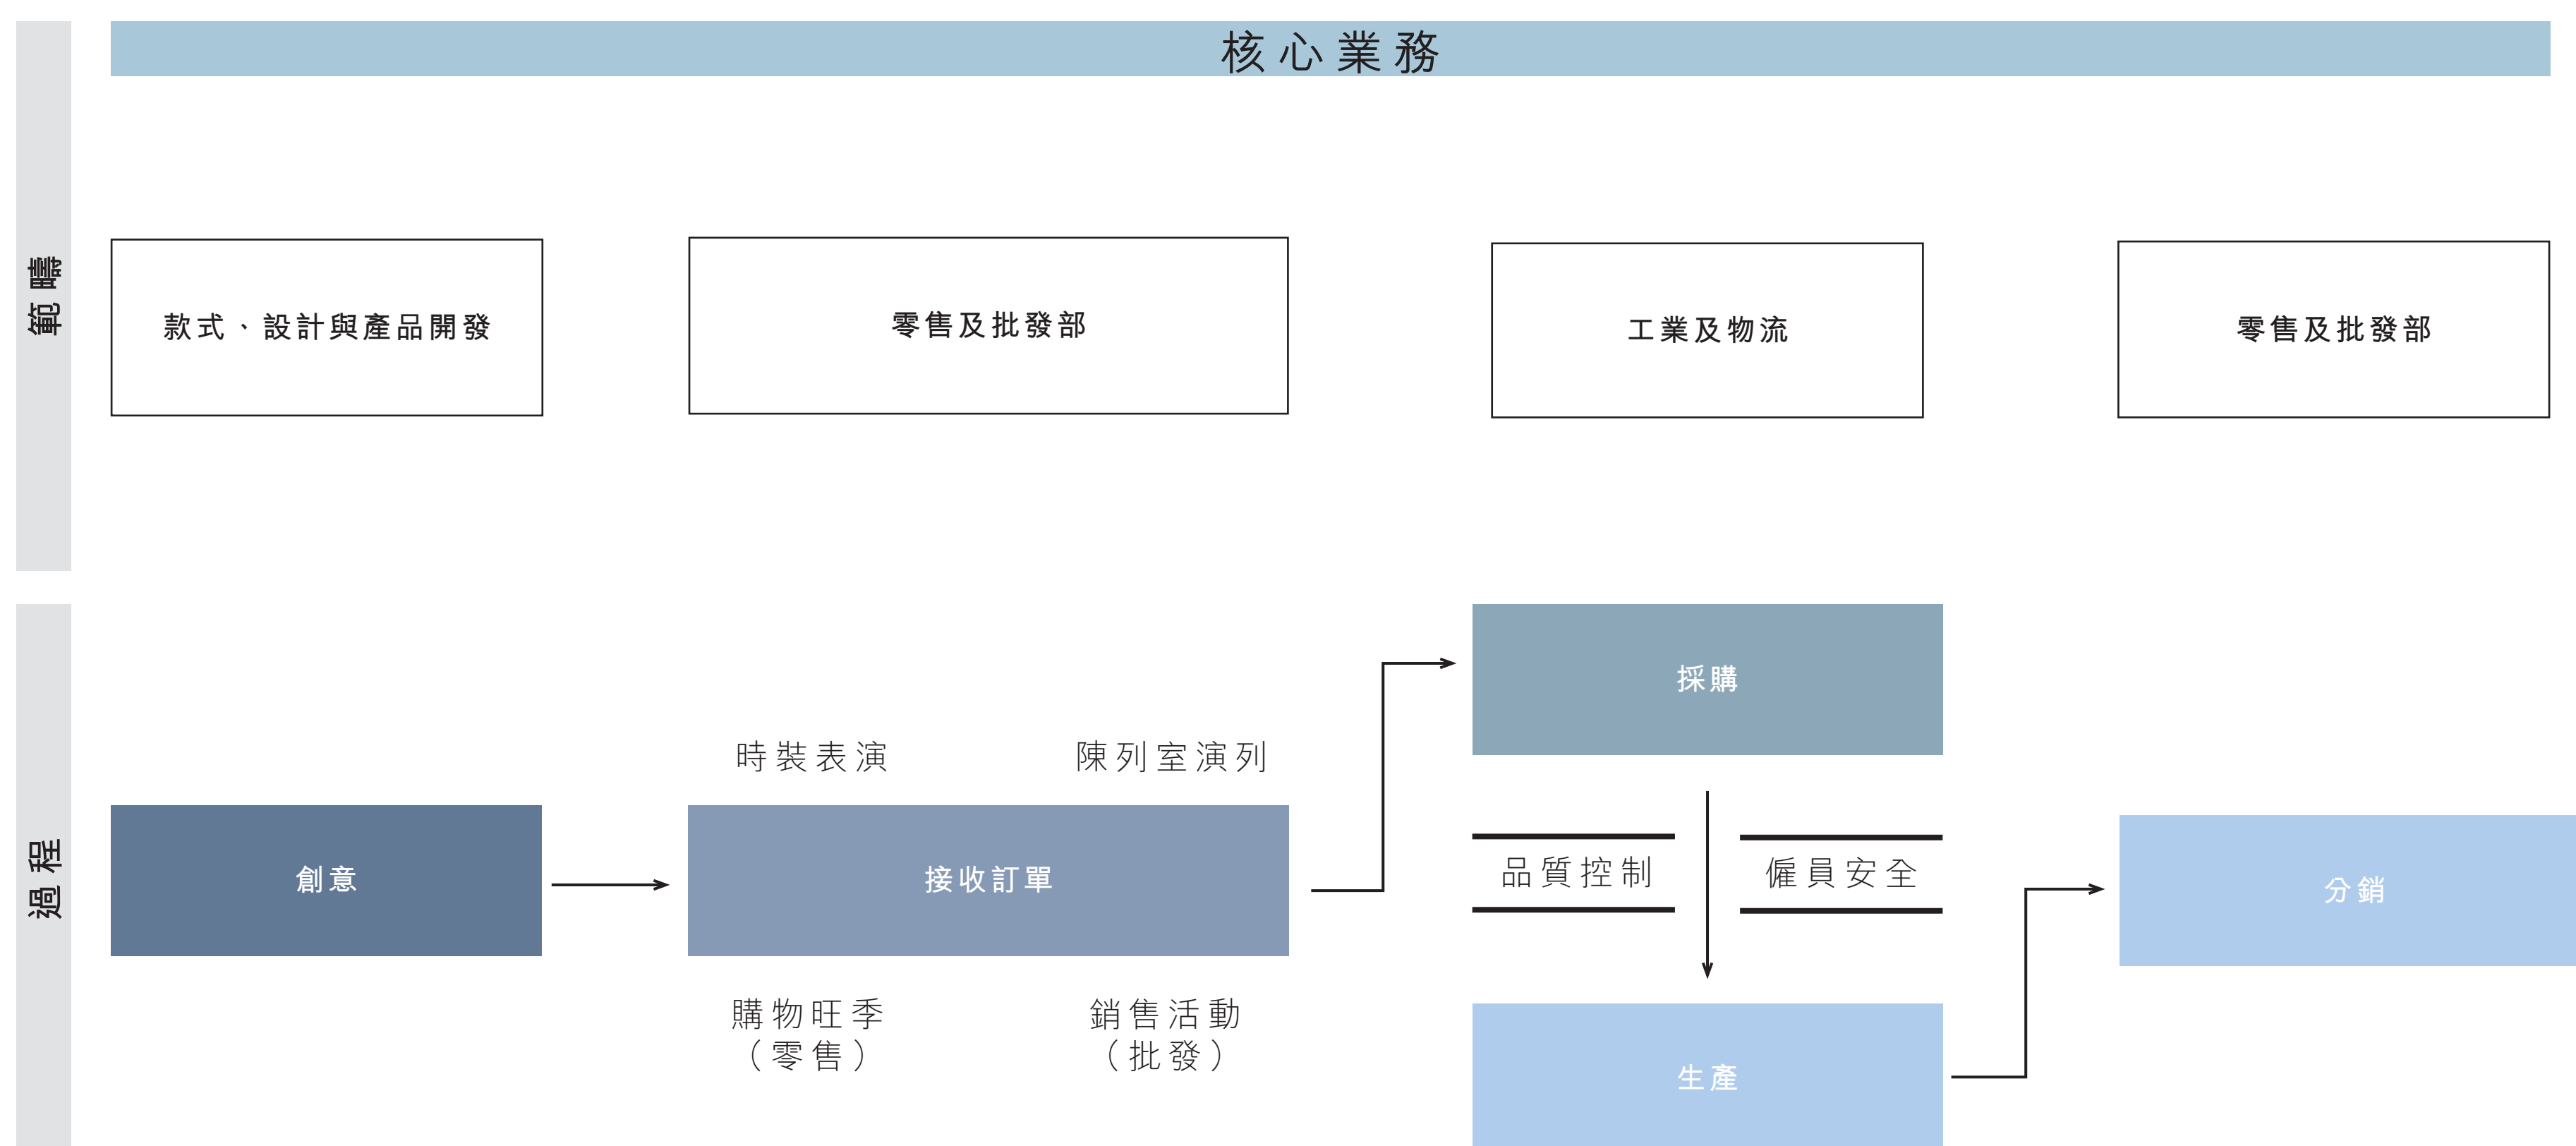 核心業務
範疇
款式、設計與產品開發
零售及批發部
工業及物流
零售及批發部
過程
創意
時裝表演
陳列室演列
接收訂單
購物旺季
（零售）
銷售活動
（批發）
採購
品質控制
僱員安全
生產
分銷